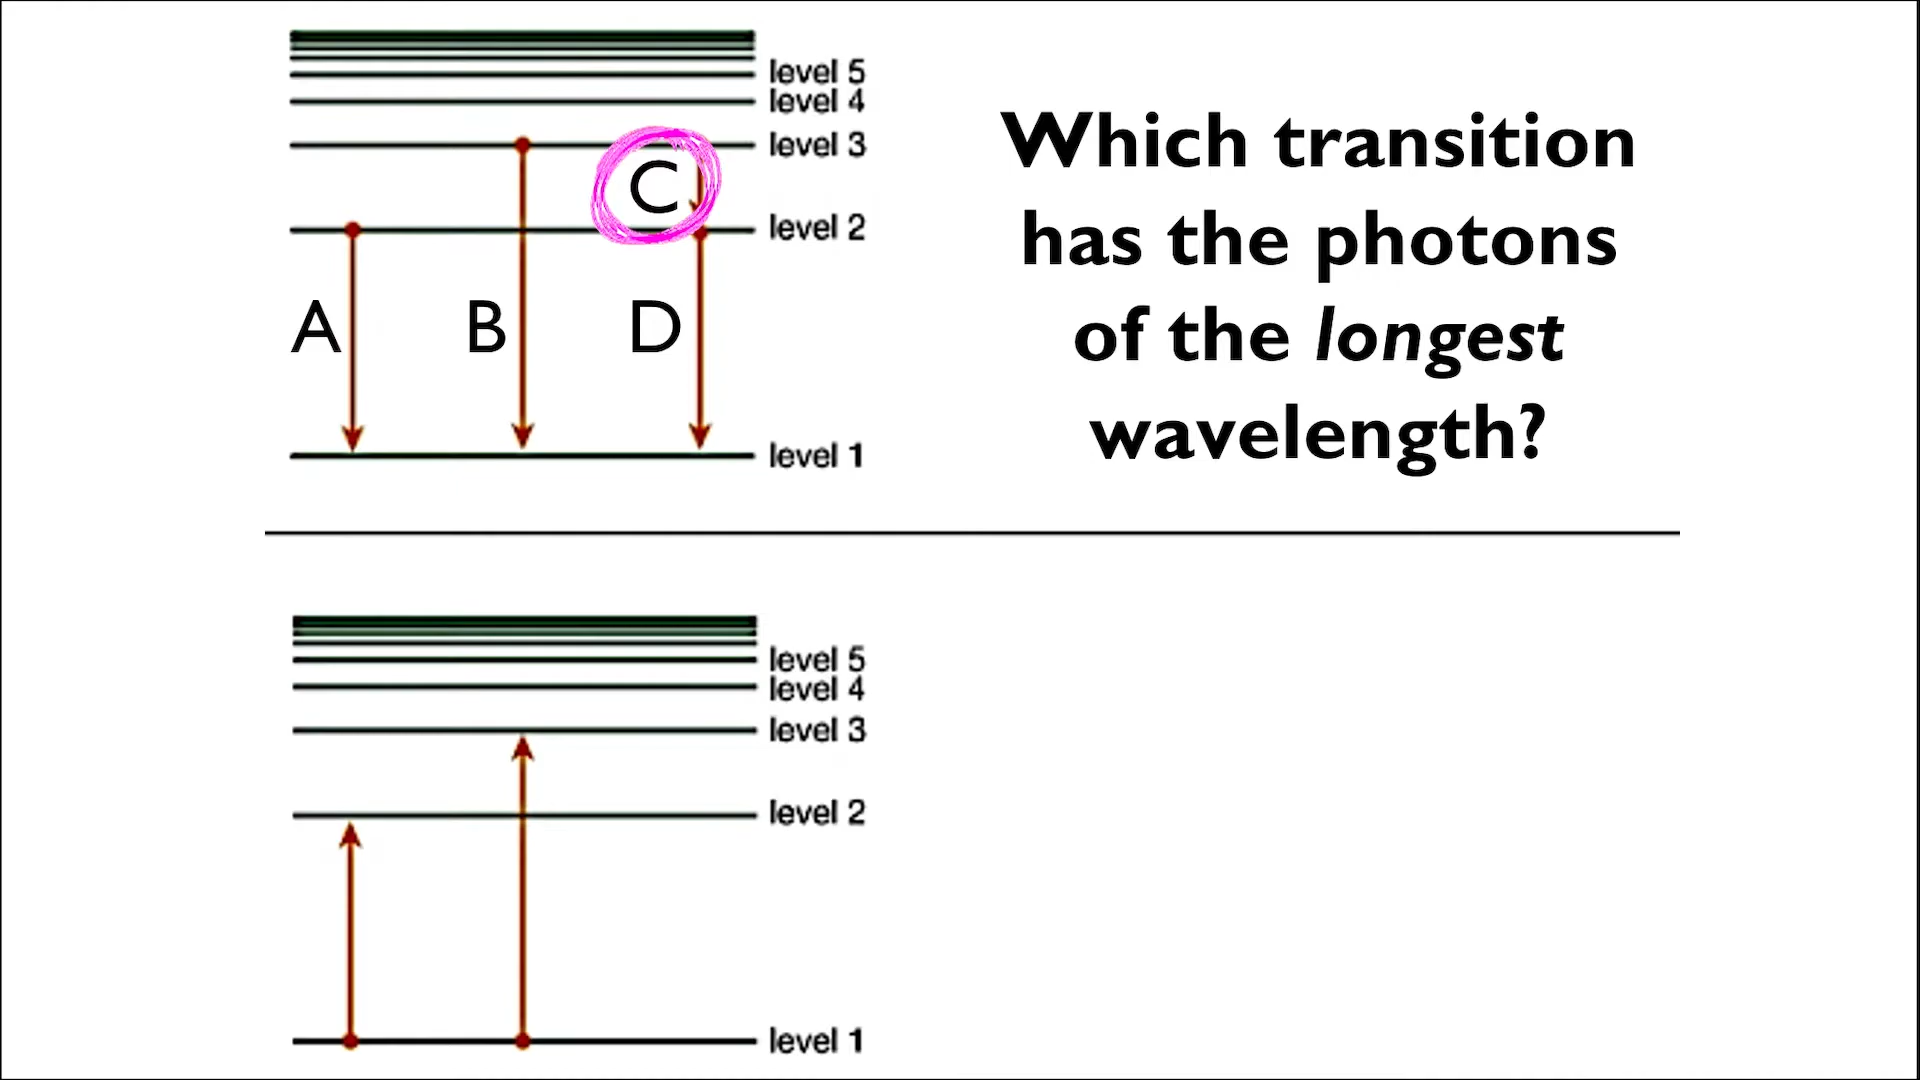 level 5
level 4
level 3
level 2
level 1
A
B
C
D
Which transition
has the photons
of the longest
wavelength?
level 5
level 4
level 3
level 2
level 1